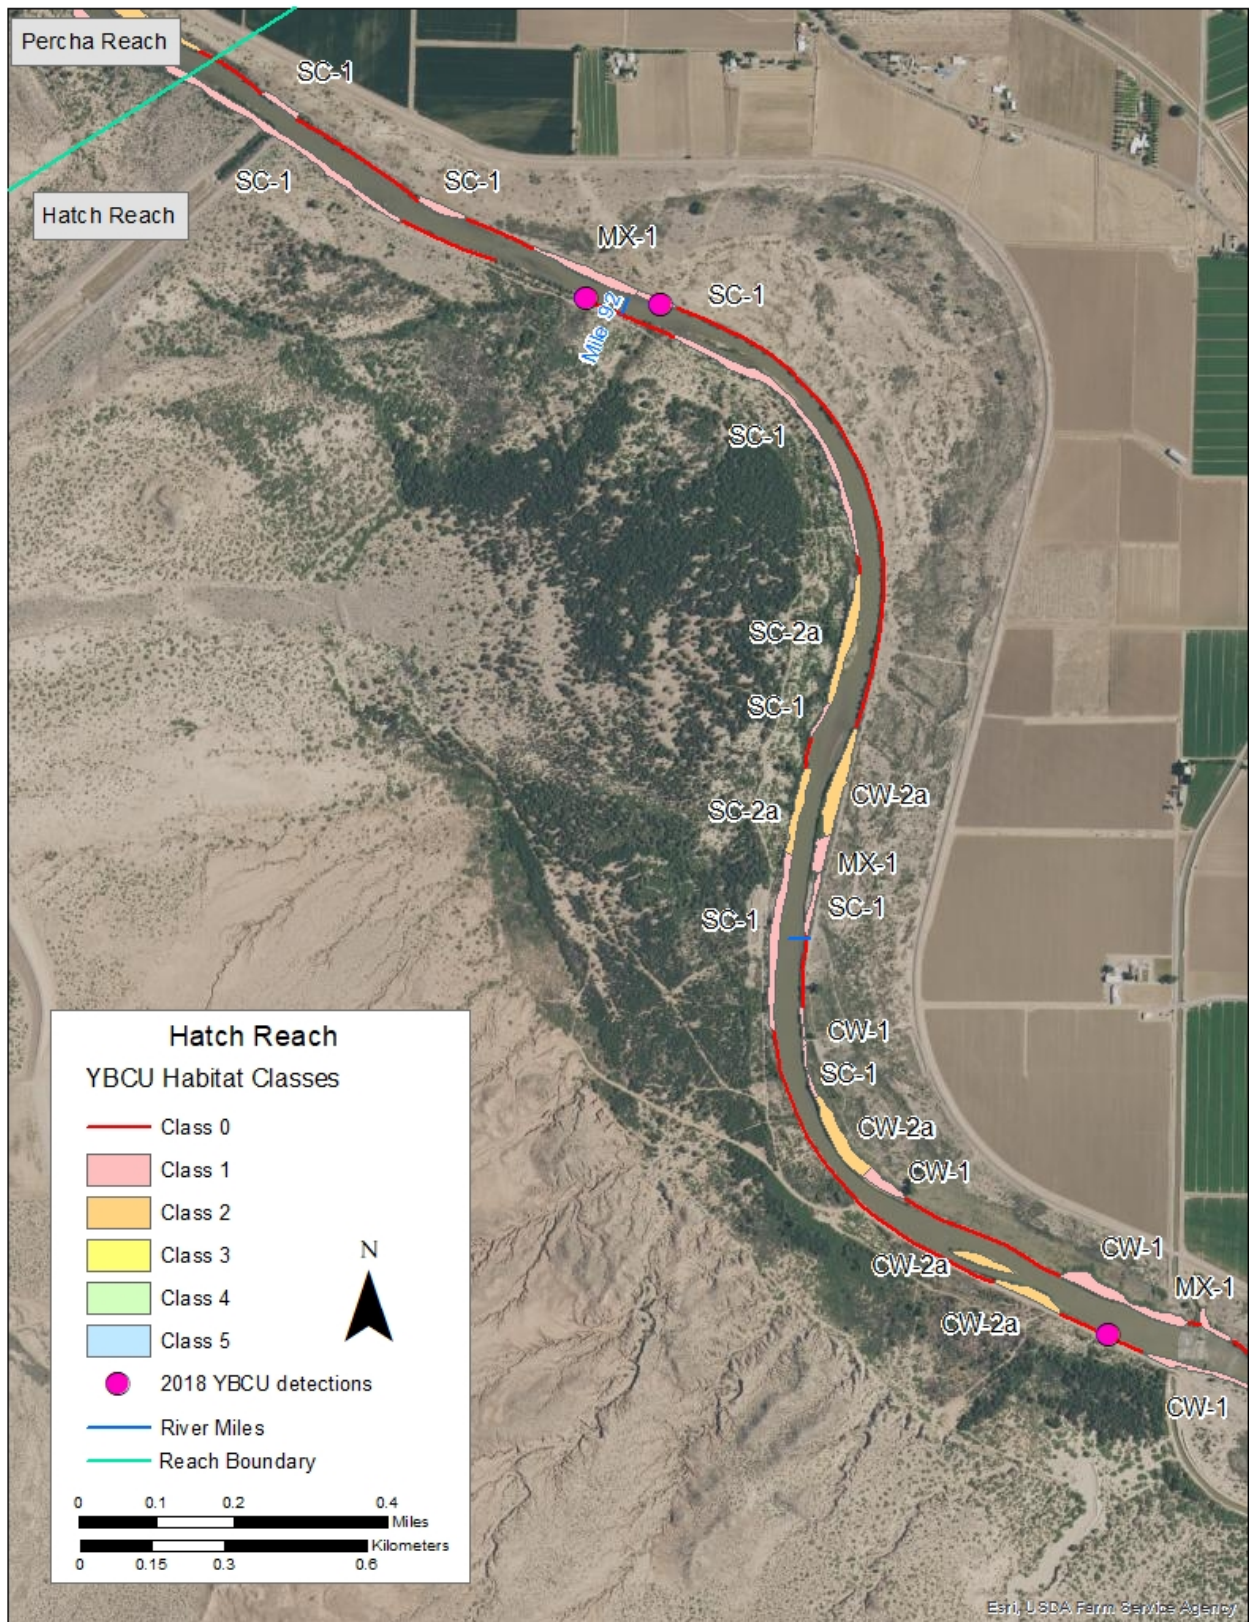 Percha Reach
SC-1
SC-1
SC-1
Hatch Reach
MX-1
SC-1
Mile 92
SC-1
SC-2a
SC-1
CW-2a
SC-2a
MX-1
SC-1
SC-1
CW-1
SC-1
CW-2a
CW-1
CW-1
CW-2a
MX-1
CW-2a
CW-1
Hatch Reach
YBCU Habitat Classes
Class 0
Class 1
Class 2
Class 3
Class 4
Class 5
2018 YBCU detections
River Miles
Reach Boundary
N
0 0.1 0.2 0.4
Miles
Kilometers
0 0.15 0.3 0.6
Esri, USDA Farm Service Agency